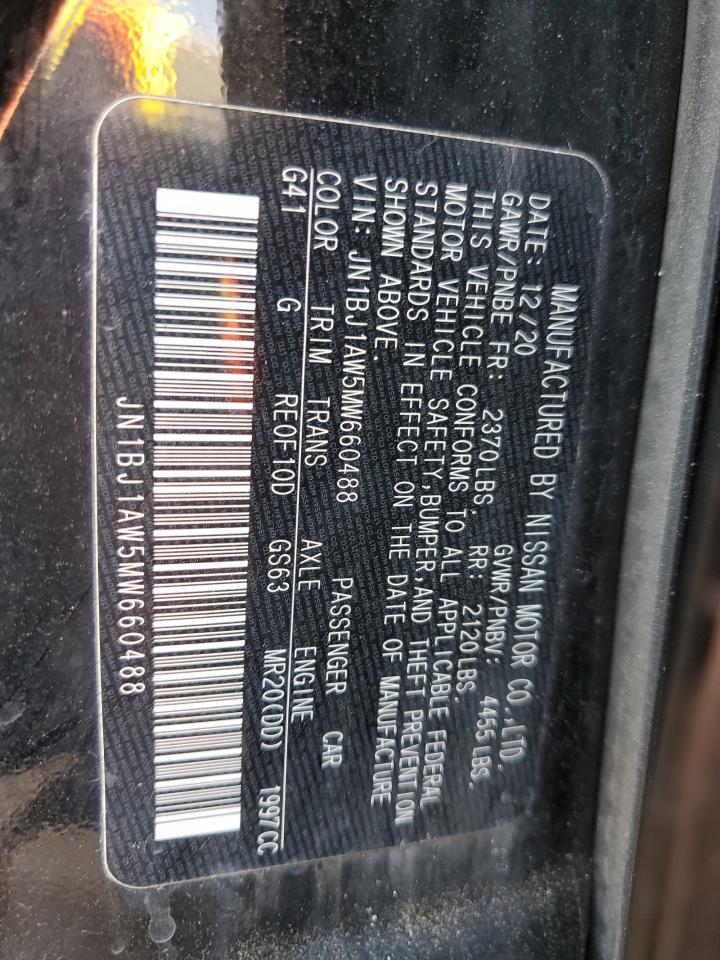 MANUFACTURED BY NISSAN MOTOR CO.,LTD.
DATE: 12/20 GVWR/PNBV: 4455LBS.
GAWR/PNBE FR: 2370LBS. RR: 2120LBS.
THIS VEHICLE CONFORMS TO ALL APPLICABLE FEDERAL
MOTOR VEHICLE SAFETY,BUMPER,AND THEFT PREVENTION
STANDARDS IN EFFECT ON THE DATE OF MANUFACTURE
SHOWN ABOVE.
VIN: JN1BJ1AW5MW660488 PASSENGER CAR
COLOR TRIM TRANS AXLE ENGINE
G41 G RE0F10D GS63 MR20(DD) 1997CC
JN1BJ1AW5MW660488